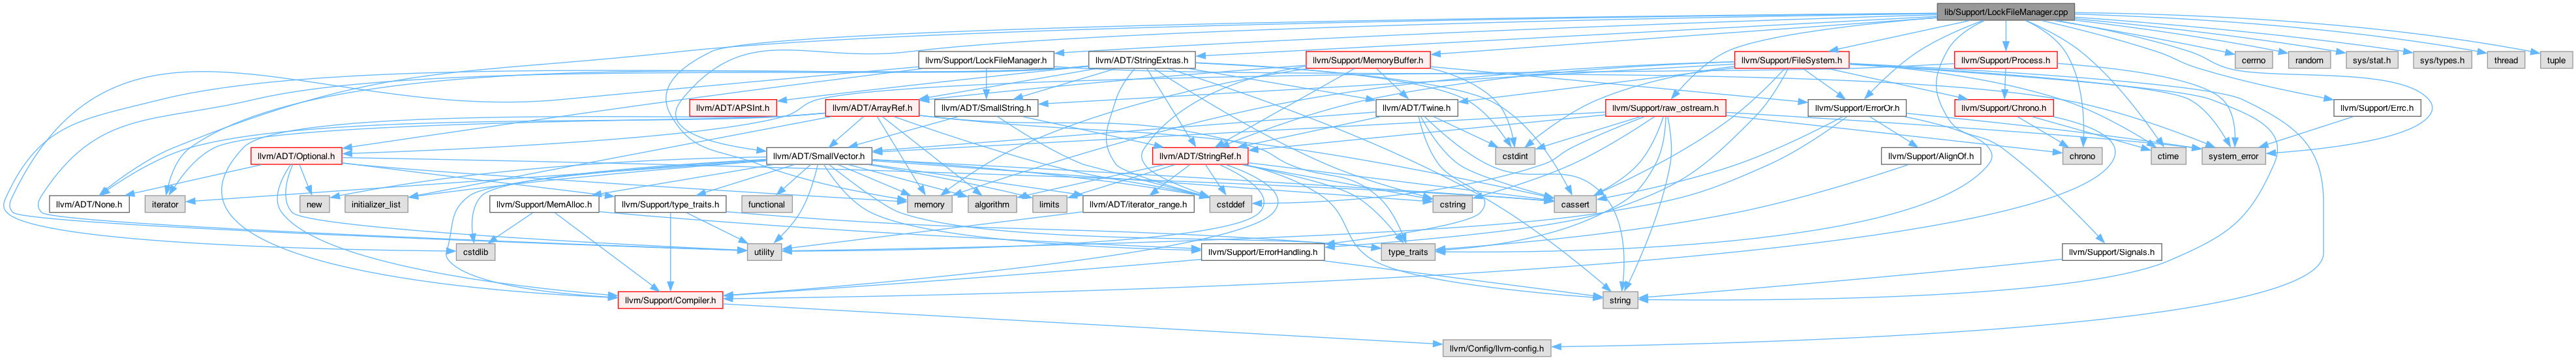 lib/Support/LockFileManager.cpp
llvm/Support/LockFileManager.h
llvm/ADT/StringExtras.h
llvm/Support/MemoryBuffer.h
llvm/Support/FileSystem.h
llvm/Support/Process.h
cerrno
random
sys/stat.h
sys/types.h
thread
tuple
llvm/ADT/APSInt.h
llvm/ADT/ArrayRef.h
llvm/ADT/SmallString.h
llvm/ADT/Twine.h
llvm/Support/raw_ostream.h
llvm/Support/ErrorOr.h
llvm/Support/Chrono.h
llvm/Support/Errc.h
llvm/ADT/Optional.h
llvm/ADT/SmallVector.h
llvm/ADT/StringRef.h
cstdint
llvm/Support/AlignOf.h
chrono
ctime
system_error
llvm/ADT/None.h
iterator
new
initializer_list
llvm/Support/MemAlloc.h
llvm/Support/type_traits.h
functional
memory
algorithm
limits
llvm/ADT/iterator_range.h
cstddef
cstring
cassert
cstdlib
utility
llvm/Support/ErrorHandling.h
type_traits
llvm/Support/Signals.h
llvm/Support/Compiler.h
string
llvm/Config/llvm-config.h